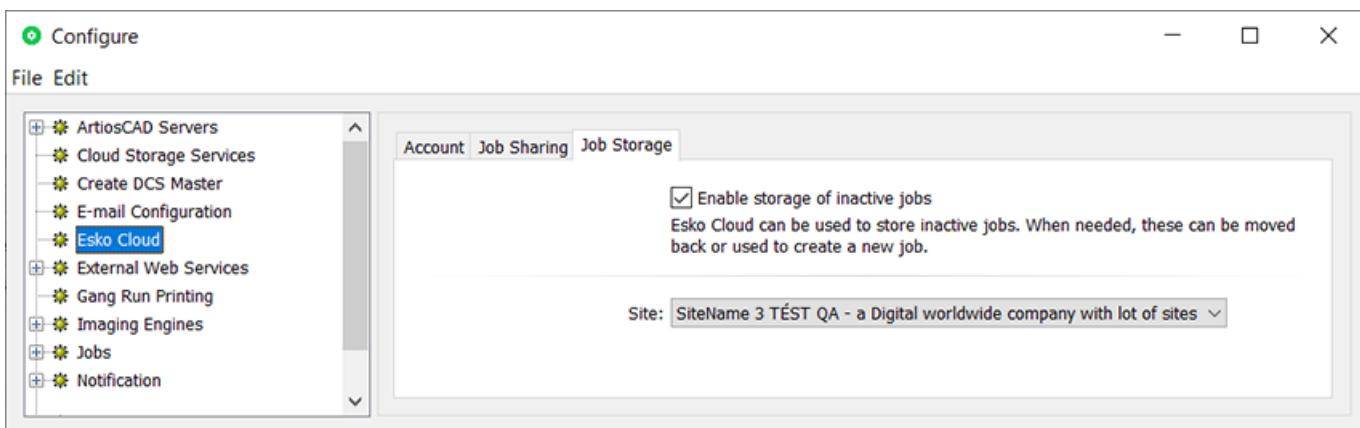 Configure
File Edit
ArtiosCAD Servers
Cloud Storage Services
Create DCS Master
E-mail Configuration
Esko Cloud
External Web Services
Gang Run Printing
Imaging Engines
Jobs
Notification
Account Job Sharing Job Storage
Enable storage of inactive jobs
Esko Cloud can be used to store inactive jobs. When needed, these can be moved
back or used to create a new job.
Site: SiteName 3 TÉST QA - a Digital worldwide company with lot of sites